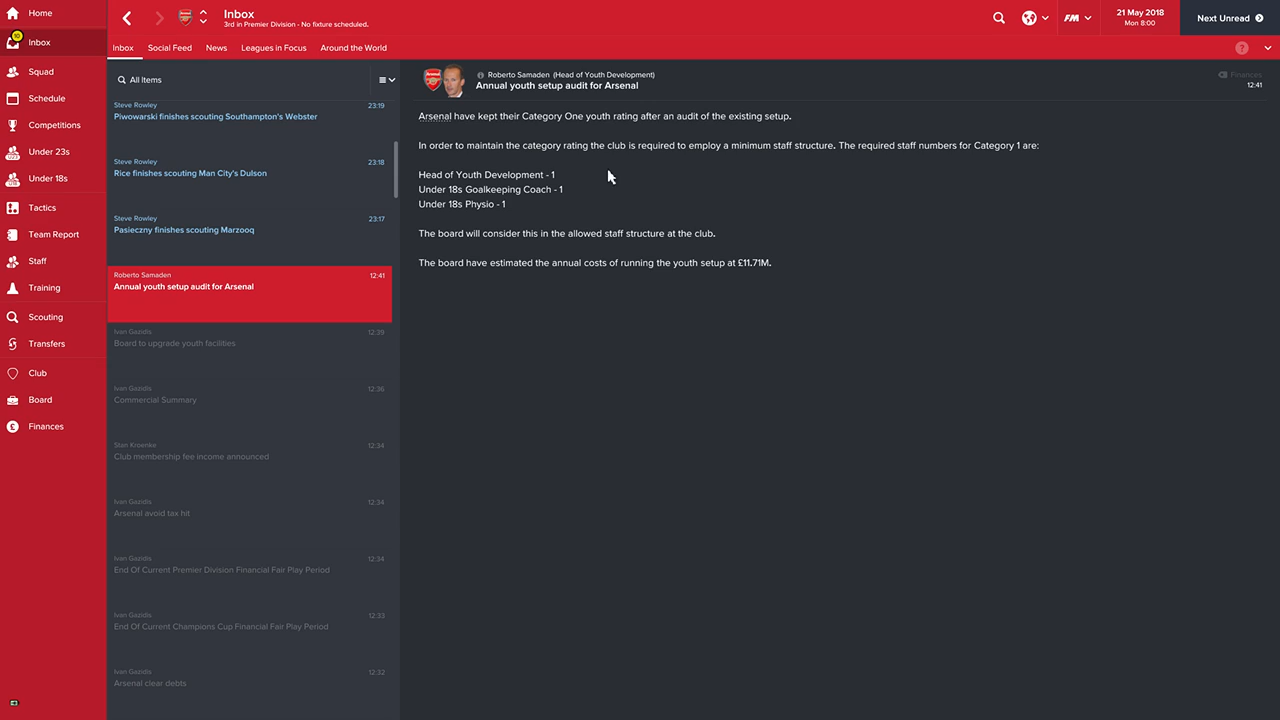 Home
10
Inbox
Squad
Schedule
Competitions
Under 23s
Under 18s
Tactics
Team Report
Staff
Training
Scouting
Transfers
Club
Board
Finances
Inbox
3rd in Premier Division - No fixture scheduled.
FM
21 May 2018
Mon 8:00
Next Unread
Inbox
Social Feed
News
Leagues in Focus
Around the World
?
All Items
Steve Rowley 23:19
Piwowarski finishes scouting Southampton's Webster
Steve Rowley 23:18
Rice finishes scouting Man City's Dulson
Steve Rowley 23:17
Pasieczny finishes scouting Marzooq
Roberto Samaden 12:41
Annual youth setup audit for Arsenal
Ivan Gazidis 12:39
Board to upgrade youth facilities
Ivan Gazidis 12:36
Commercial Summary
Stan Kroenke 12:34
Club membership fee income announced
Ivan Gazidis 12:34
Arsenal avoid tax hit
Ivan Gazidis 12:34
End Of Current Premier Division Financial Fair Play Period
Ivan Gazidis 12:33
End Of Current Champions Cup Financial Fair Play Period
Ivan Gazidis 12:32
Arsenal clear debts
Roberto Samaden (Head of Youth Development)
Annual youth setup audit for Arsenal
Finances
12:41
Arsenal have kept their Category One youth rating after an audit of the existing setup.
In order to maintain the category rating the club is required to employ a minimum staff structure. The required staff numbers for Category 1 are:
Head of Youth Development - 1
Under 18s Goalkeeping Coach - 1
Under 18s Physio - 1
The board will consider this in the allowed staff structure at the club.
The board have estimated the annual costs of running the youth setup at £11.71M.